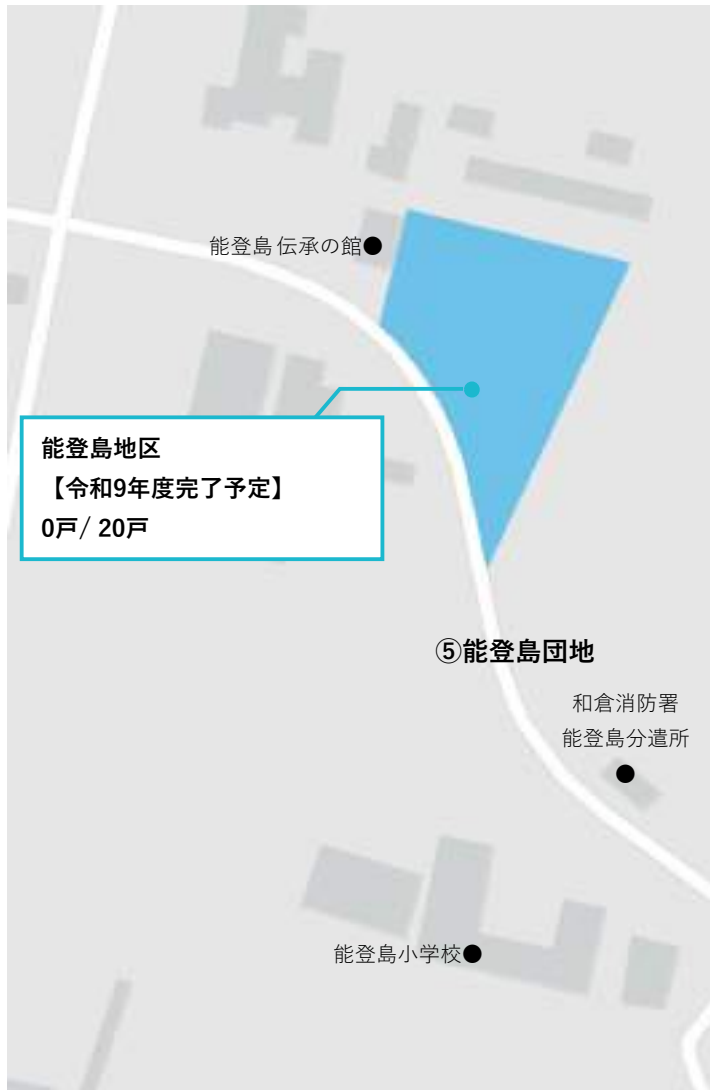 能登島 伝承の館●
能登島地区
【令和9年度完了予定】
0戸/ 20戸
⑤能登島団地
和倉消防署
能登島分遣所
能登島小学校●